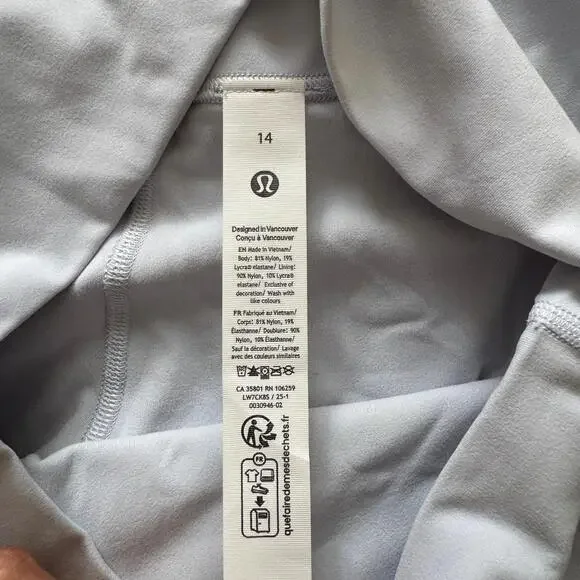 14
Designed in Vancouver
Conçu à Vancouver
EN Made in Vietnam/
Body: 81% Nylon, 19%
Lycra® elastane/ Lining:
90% Nylon, 10% Lycra®
elastane/ Exclusive of
decoration/ Wash with
like colours
FR Fabriqué au Vietnam/
Corps: 81% Nylon, 19%
Élasthanne/ Doublure: 90%
Nylon, 10% Élasthanne/
Sauf la décoration/ Lavage
avec des couleurs similaires
CA 35801 RN 106259
LW7CK8S / 25-1
0030946-02
FR
quefairedemesdechets.fr